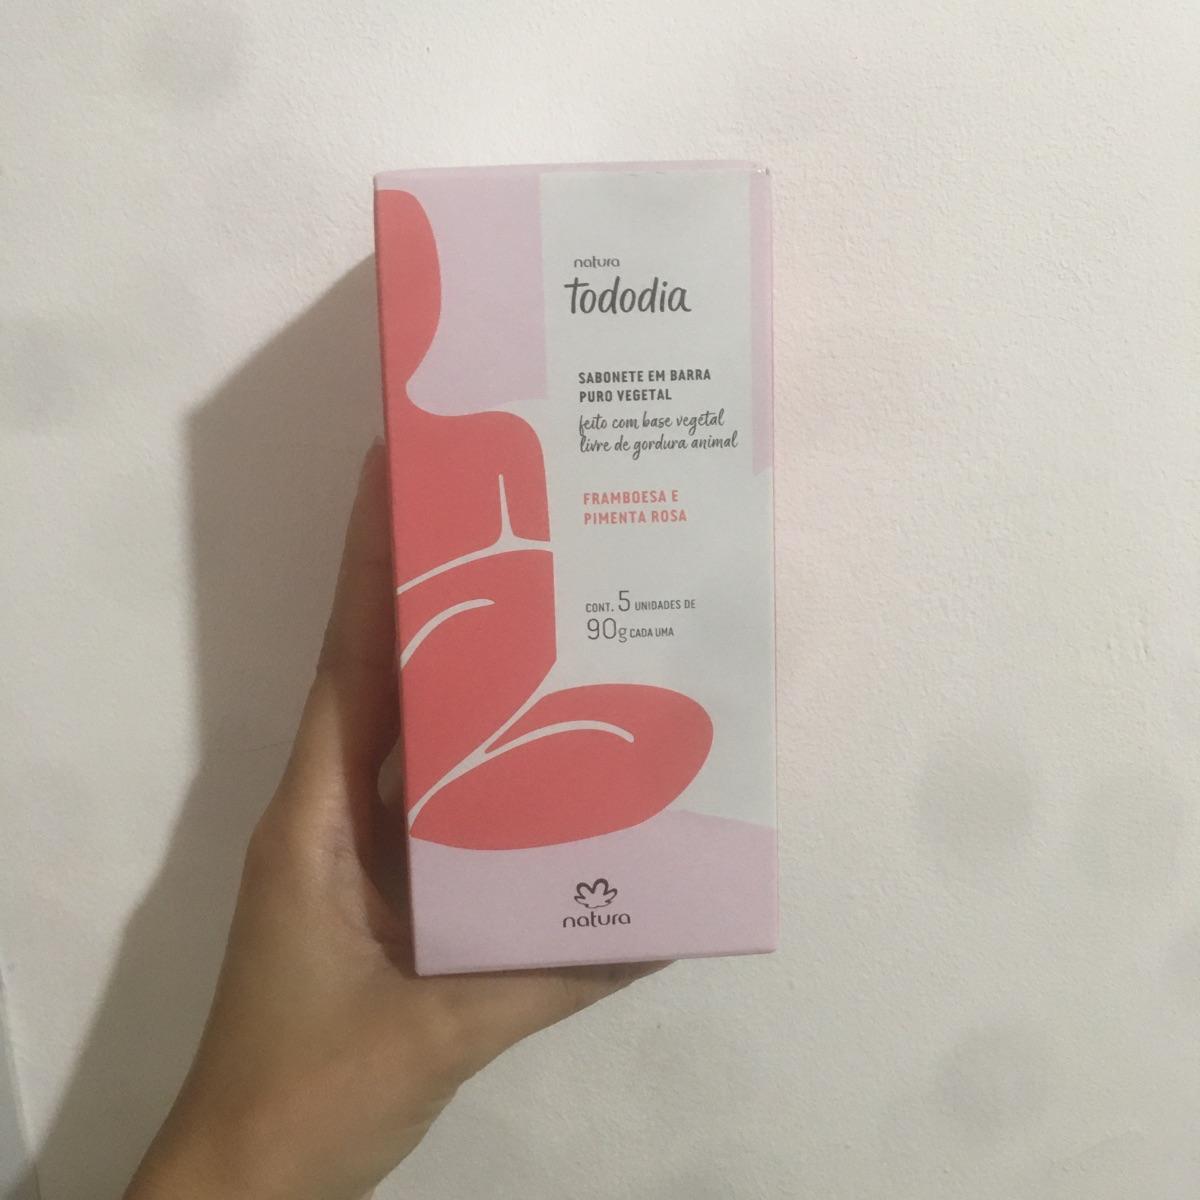 natura
tododia
SABONETE EM BARRA
PURO VEGETAL
feito com base vegetal
livre de gordura animal
FRAMBOESA E
PIMENTA ROSA
CONT. 5 UNIDADES DE
90g CADA UMA
natura